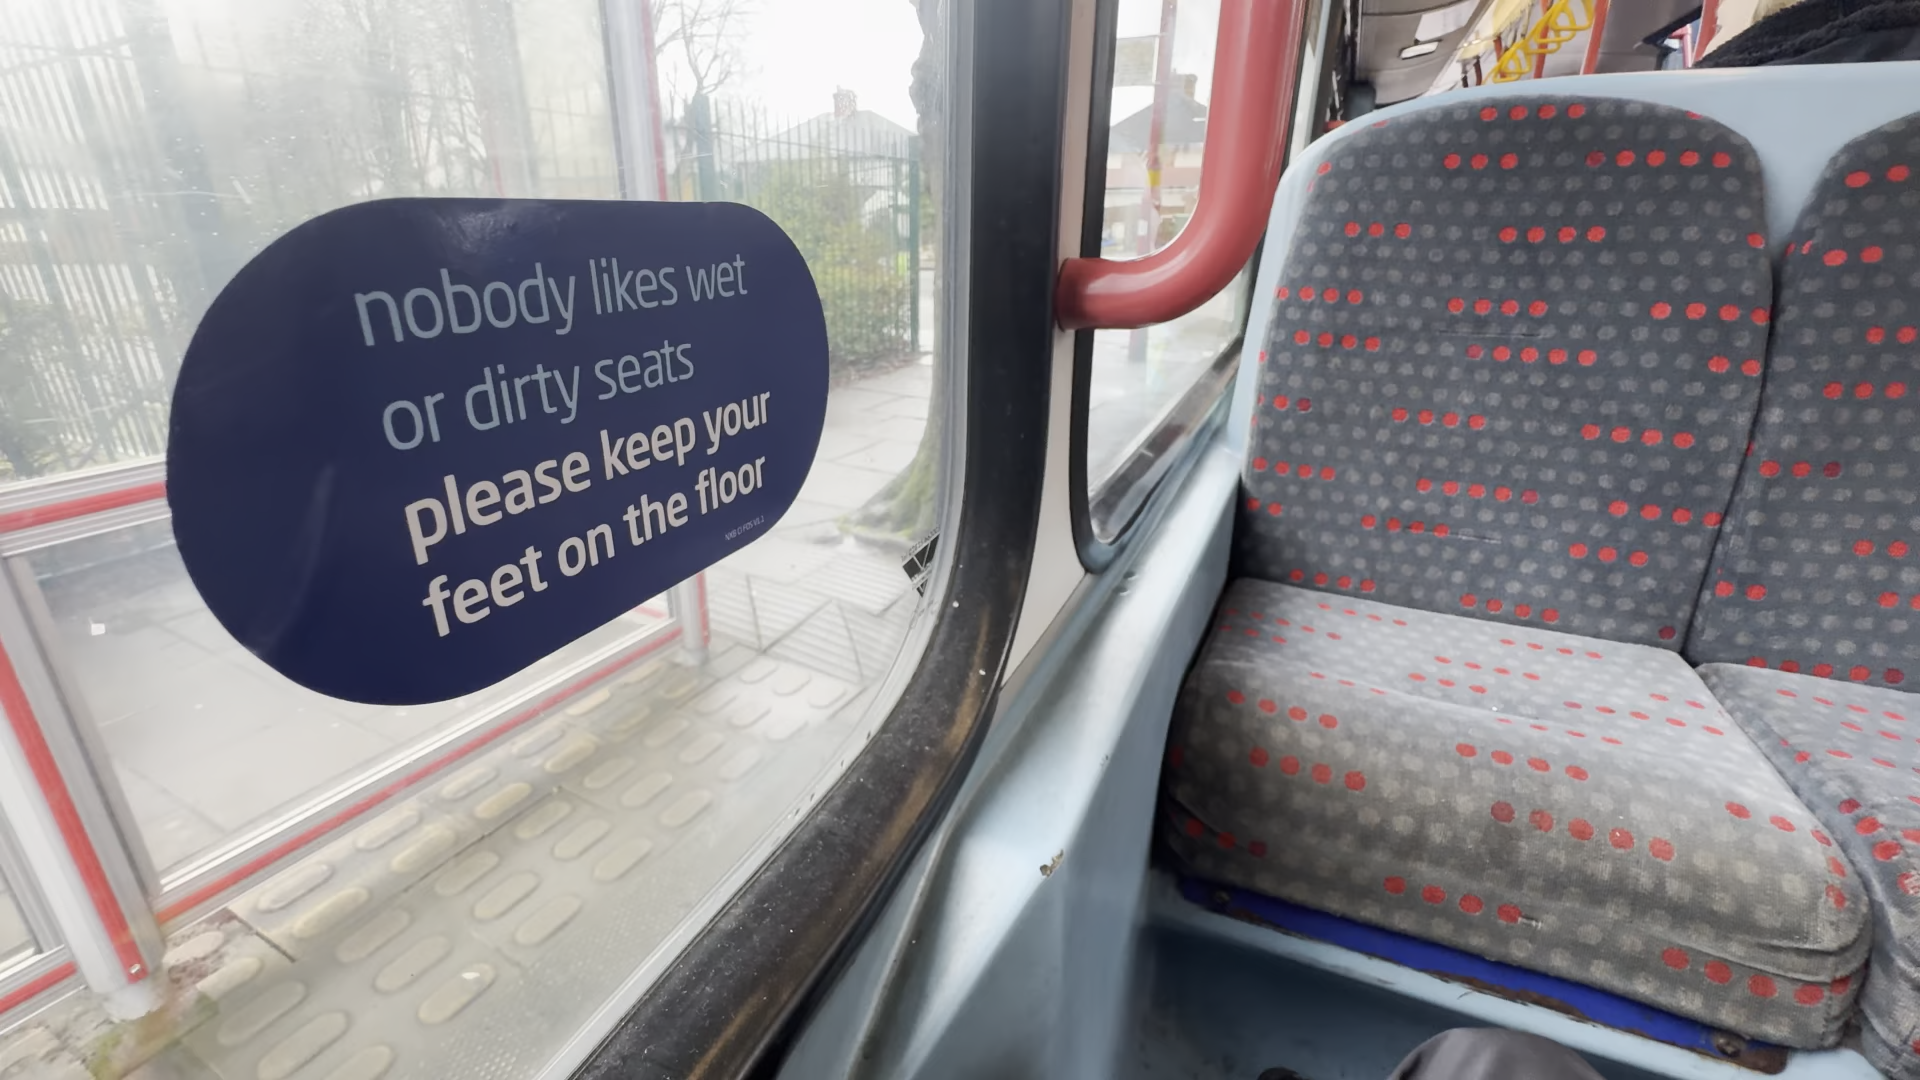 nobody likes wet
or dirty seats
please keep your
feet on the floor